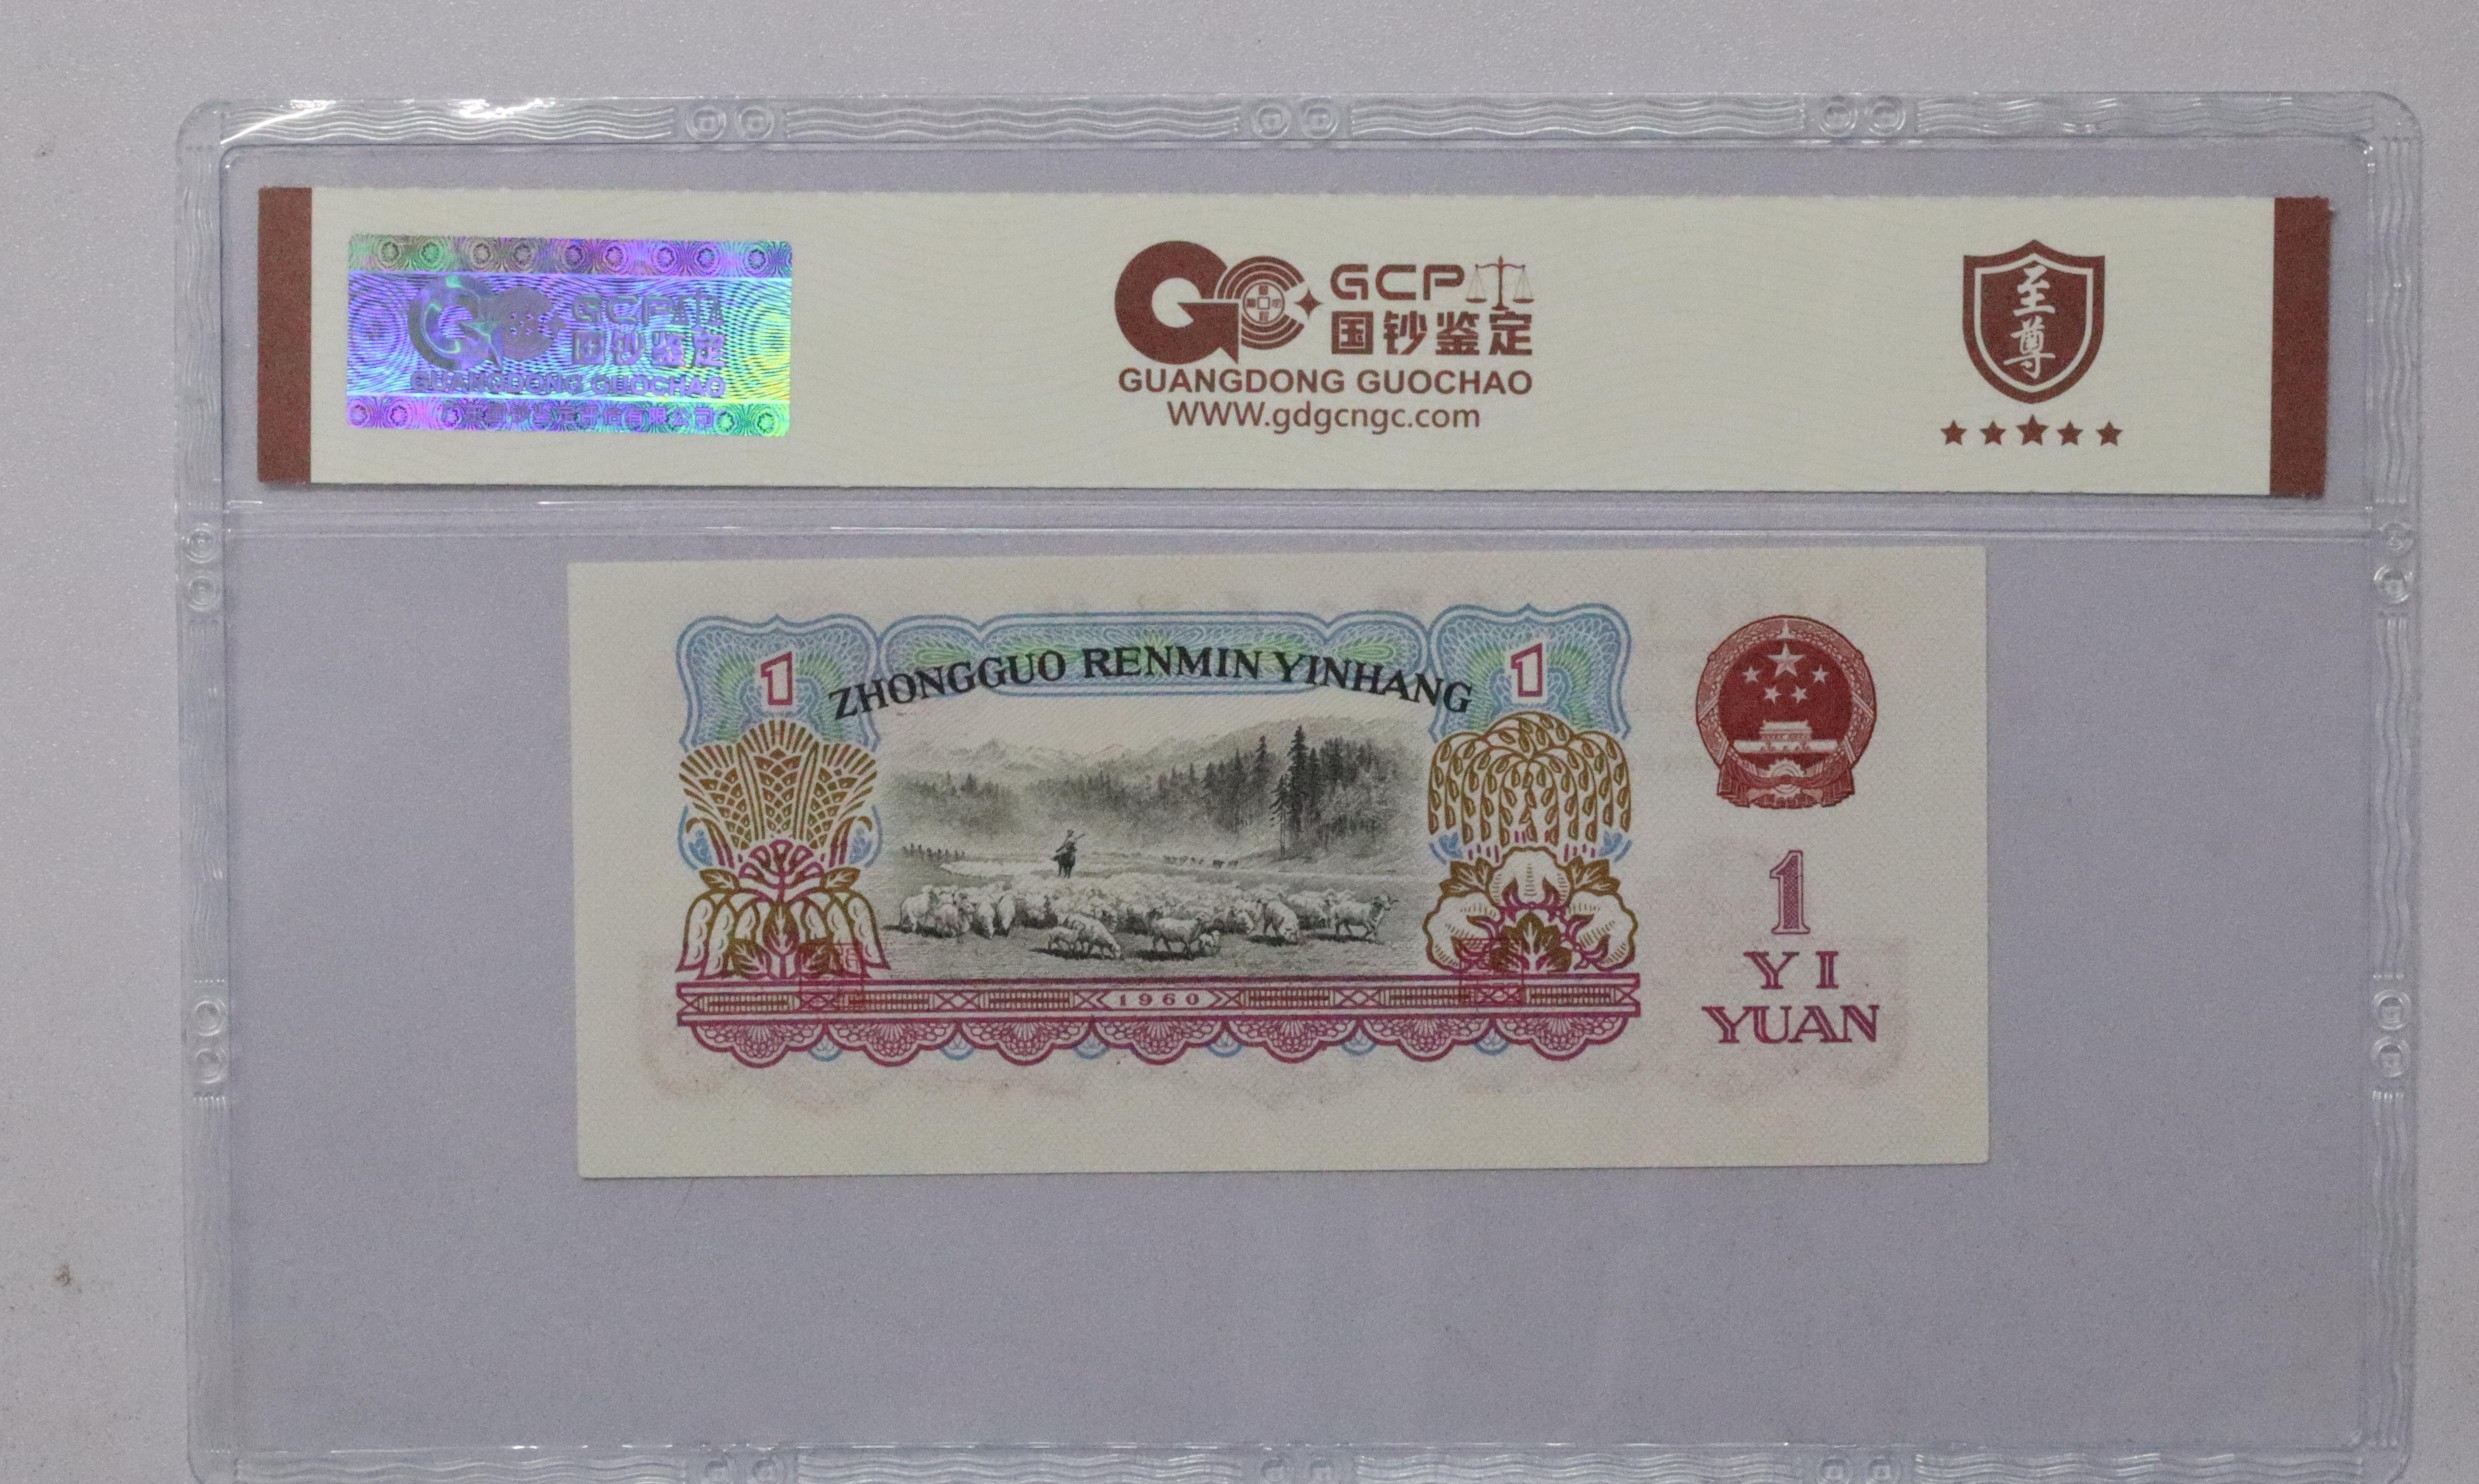 GCP
国钞鉴定
GUANGDONG GUOCHAO
GCP
国钞鉴定
GUANGDONG GUOCHAO
WWW.gdgcngc.com
至尊
1
ZHONGGUO RENMIN YINHANG
1
1960
1
YI
YUAN